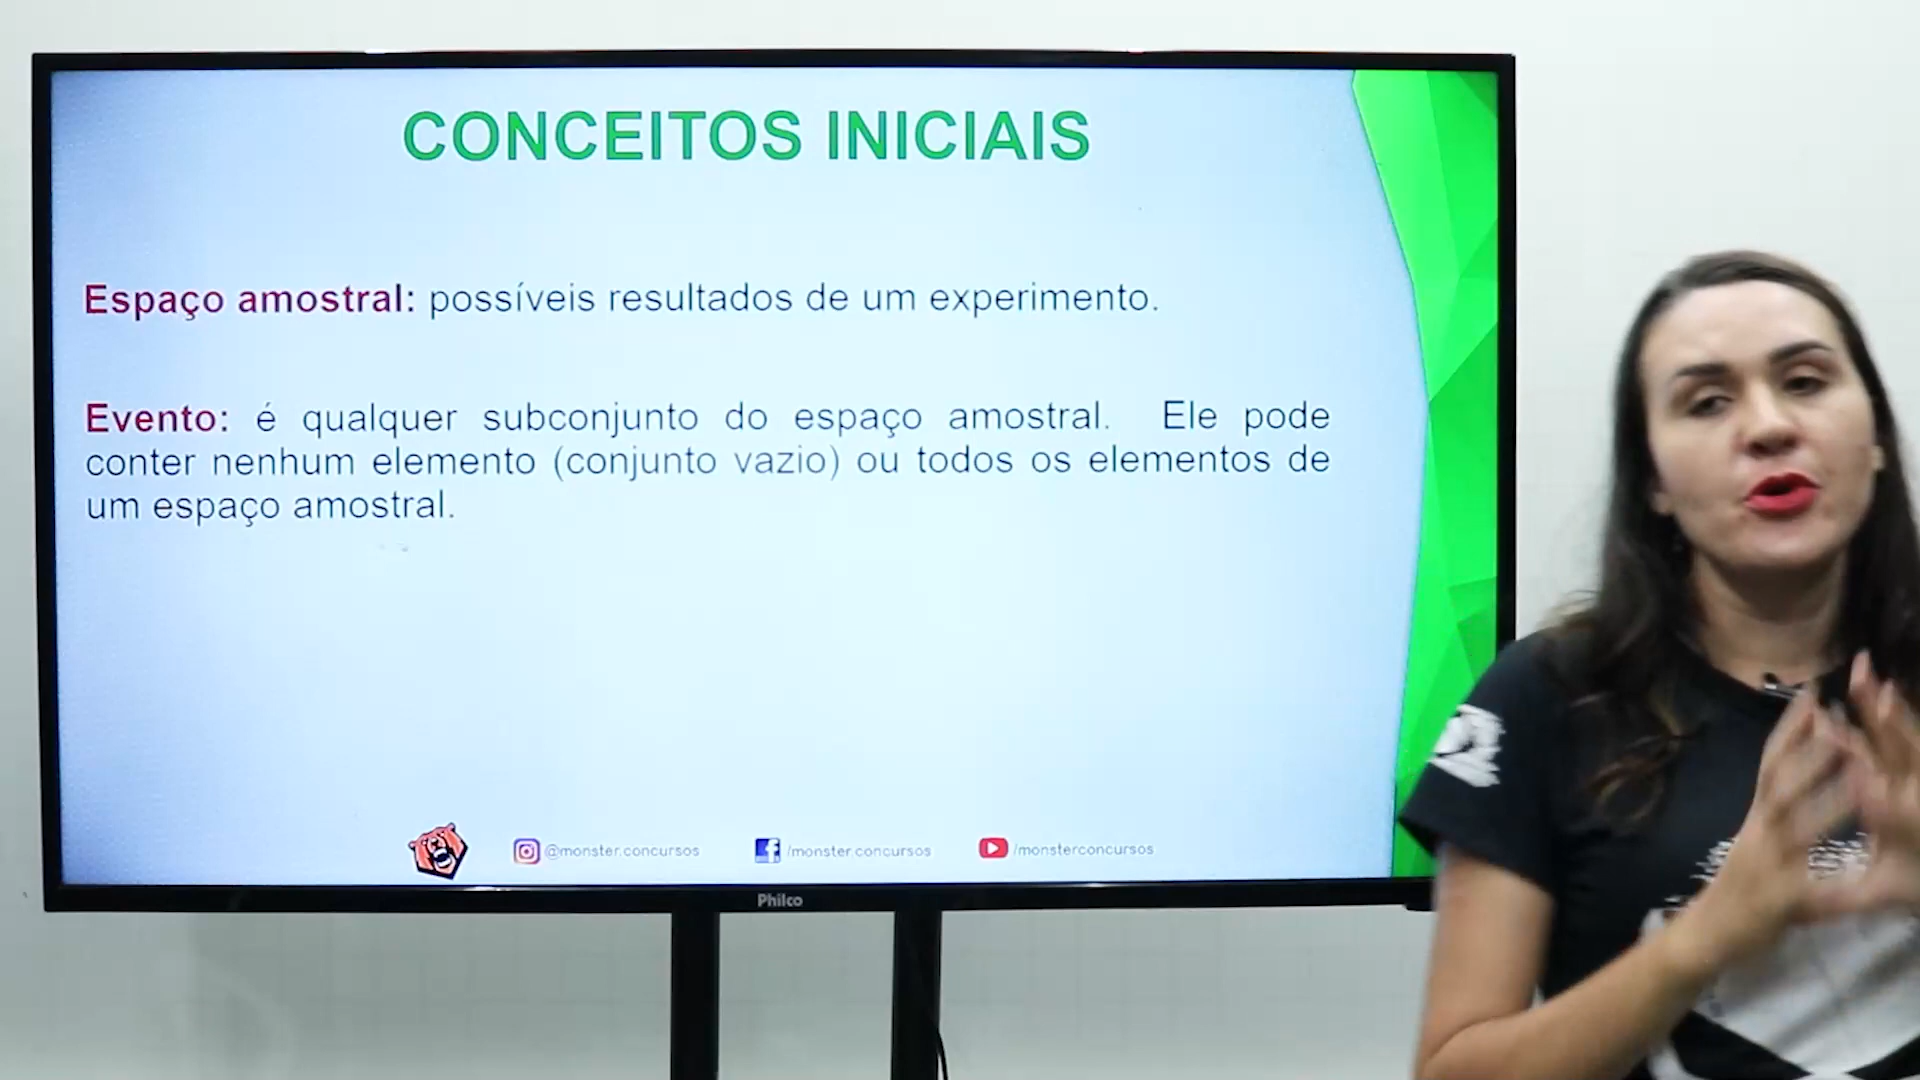 CONCEITOS INICIAIS
Espaço amostral: possíveis resultados de um experimento.
Evento: é qualquer subconjunto do espaço amostral. Ele pode
conter nenhum elemento (conjunto vazio) ou todos os elementos de
um espaço amostral.
@monster.concursos /monster.concursos /monsterconcursos
Philco